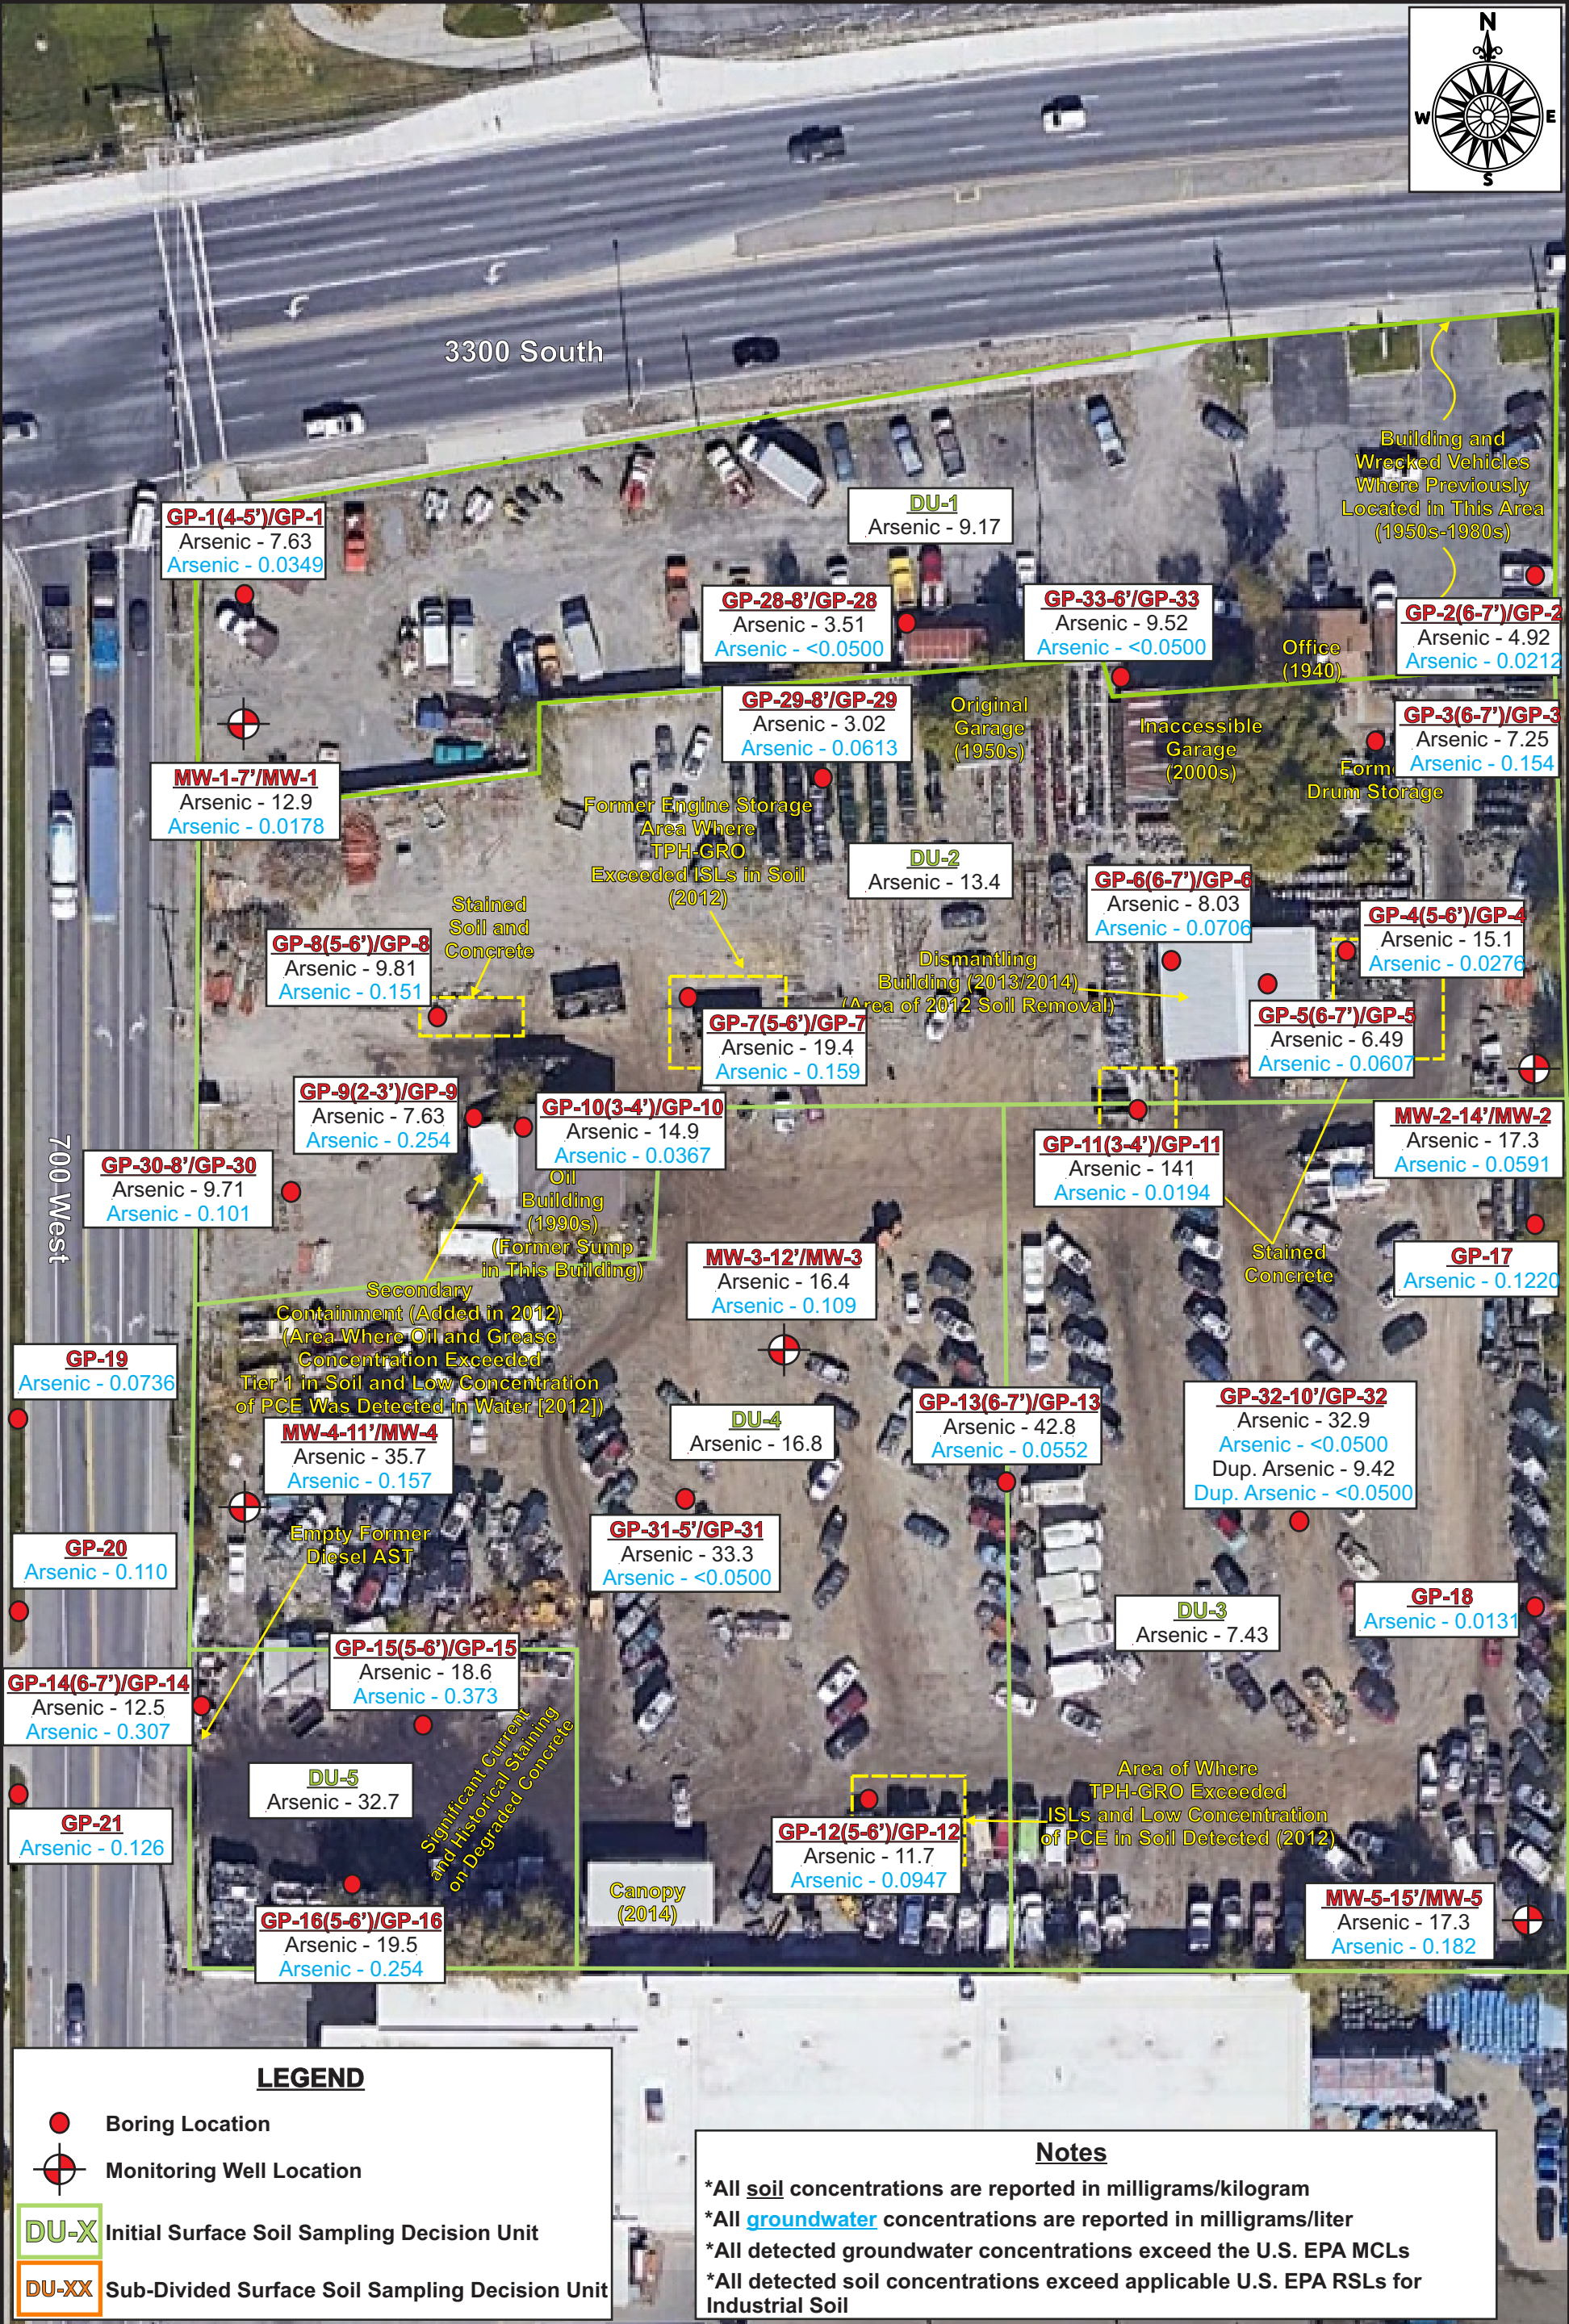 N
W
E
S
3300 South
Building and
Wrecked Vehicles
Where Previously
Located in This Area
(1950s-1980s)
DU-1
Arsenic - 9.17
GP-1(4-5')/GP-1
Arsenic - 7.63
Arsenic - 0.0349
GP-28-8'/GP-28
Arsenic - 3.51
Arsenic - <0.0500
GP-33-6'/GP-33
Arsenic - 9.52
Arsenic - <0.0500
Office
(1940)
GP-2(6-7')/GP-2
Arsenic - 4.92
Arsenic - 0.0212
GP-29-8'/GP-29
Arsenic - 3.02
Arsenic - 0.0613
Original
Garage
(1950s)
Inaccessible
Garage
(2000s)
GP-3(6-7')/GP-3
Arsenic - 7.25
Arsenic - 0.154
Drum Storage
MW-1-7'/MW-1
Arsenic - 12.9
Arsenic - 0.0178
Former Engine Storage
Area Where
TPH-GRO
Exceeded ISLs in Soil
(2012)
DU-2
Arsenic - 13.4
GP-6(6-7')/GP-6
Arsenic - 8.03
Arsenic - 0.0706
Stained
Soil and
Concrete
GP-8(5-6')/GP-8
Arsenic - 9.81
Arsenic - 0.151
GP-4(5-6')/GP-4
Arsenic - 15.1
Arsenic - 0.0276
Dismantling
Building (2013/2014)
(Area of 2012 Soil Removal)
GP-7(5-6')/GP-7
Arsenic - 19.4
Arsenic - 0.159
GP-5(6-7')/GP-5
Arsenic - 6.49
Arsenic - 0.0607
GP-9(2-3')/GP-9
Arsenic - 7.63
Arsenic - 0.254
GP-10(3-4')/GP-10
Arsenic - 14.9
Arsenic - 0.0367
MW-2-14'/MW-2
Arsenic - 17.3
Arsenic - 0.0591
GP-11(3-4')/GP-11
Arsenic - 141
Arsenic - 0.0194
700 West
GP-30-8'/GP-30
Arsenic - 9.71
Arsenic - 0.101
Oil
Building
(1990s)
(Former Sump
in This Building)
Stained
Concrete
GP-17
Arsenic - 0.1220
MW-3-12'/MW-3
Arsenic - 16.4
Arsenic - 0.109
Secondary
Containment (Added in 2012)
(Area Where Oil and Grease
Concentration Exceeded
Tier 1 in Soil and Low Concentration
of PCE Was Detected in Water [2012])
GP-19
Arsenic - 0.0736
DU-4
Arsenic - 16.8
GP-13(6-7')/GP-13
Arsenic - 42.8
Arsenic - 0.0552
GP-32-10'/GP-32
Arsenic - 32.9
Arsenic - <0.0500
Dup. Arsenic - 9.42
Dup. Arsenic - <0.0500
MW-4-11'/MW-4
Arsenic - 35.7
Arsenic - 0.157
Empty Former
Diesel AST
GP-20
Arsenic - 0.110
GP-31-5'/GP-31
Arsenic - 33.3
Arsenic - <0.0500
DU-3
Arsenic - 7.43
GP-18
Arsenic - 0.0131
GP-14(6-7')/GP-14
Arsenic - 12.5
Arsenic - 0.307
GP-15(5-6')/GP-15
Arsenic - 18.6
Arsenic - 0.373
Significant Current
and Historical Staining
on Degraded Concrete
DU-5
Arsenic - 32.7
GP-21
Arsenic - 0.126
Area of Where
TPH-GRO Exceeded
ISLs and Low Concentration
of PCE in Soil Detected (2012)
GP-12(5-6')/GP-12
Arsenic - 11.7
Arsenic - 0.0947
Canopy
(2014)
GP-16(5-6')/GP-16
Arsenic - 19.5
Arsenic - 0.254
MW-5-15'/MW-5
Arsenic - 17.3
Arsenic - 0.182
LEGEND
Boring Location
Monitoring Well Location
DU-X Initial Surface Soil Sampling Decision Unit
DU-XX Sub-Divided Surface Soil Sampling Decision Unit
Notes
*All soil concentrations are reported in milligrams/kilogram
*All groundwater concentrations are reported in milligrams/liter
*All detected groundwater concentrations exceed the U.S. EPA MCLs
*All detected soil concentrations exceed applicable U.S. EPA RSLs for
Industrial Soil